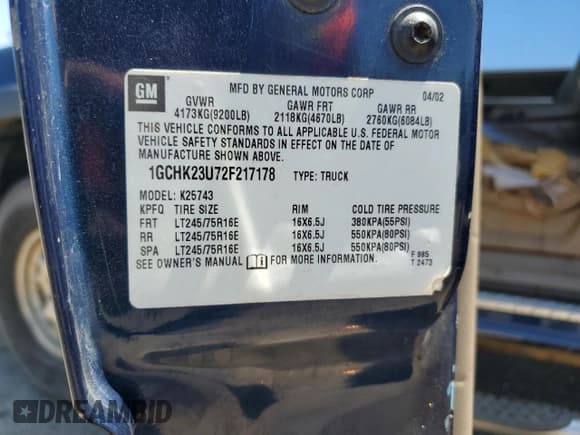 GM
MFD BY GENERAL MOTORS CORP 04/02
GVWR GAWR FRT GAWR RR
4173KG(9200LB) 2118KG(4670LB) 2760KG(6084LB)
THIS VEHICLE CONFORMS TO ALL APPLICABLE U.S. FEDERAL MOTOR
VEHICLE SAFETY STANDARDS IN EFFECT ON THE DATE OF
MANUFACTURE SHOWN ABOVE.
1GCHK23U72F217178 TYPE: TRUCK
MODEL: K25743
KPFQ TIRE SIZE RIM COLD TIRE PRESSURE
FRT LT245/75R16E 16X6.5J 380KPA(55PSI)
RR LT245/75R16E 16X6.5J 550KPA(80PSI)
SPA LT245/75R16E 16X6.5J 550KPA(80PSI)
SEE OWNER'S MANUAL FOR MORE INFORMATION. F 985
T 2473
DREAMBID